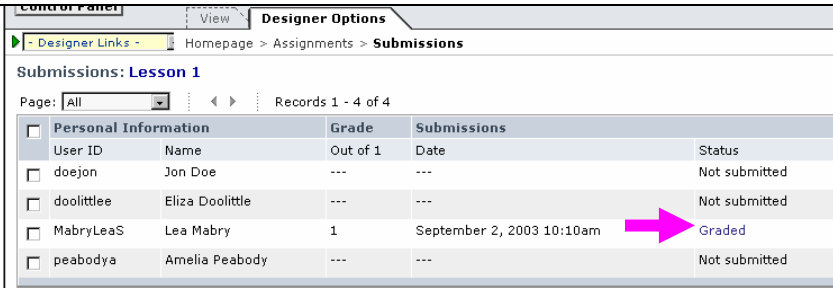 Control Panel
View Designer Options
- Designer Links - Homepage > Assignments > Submissions
Submissions: Lesson 1
Page: All Records 1 - 4 of 4
Personal Information Grade Submissions
User ID Name Out of 1 Date Status
doejon Jon Doe --- --- Not submitted
doolittlee Eliza Doolittle --- --- Not submitted
MabryLeaS Lea Mabry 1 September 2, 2003 10:10am Graded
peabodya Amelia Peabody --- --- Not submitted